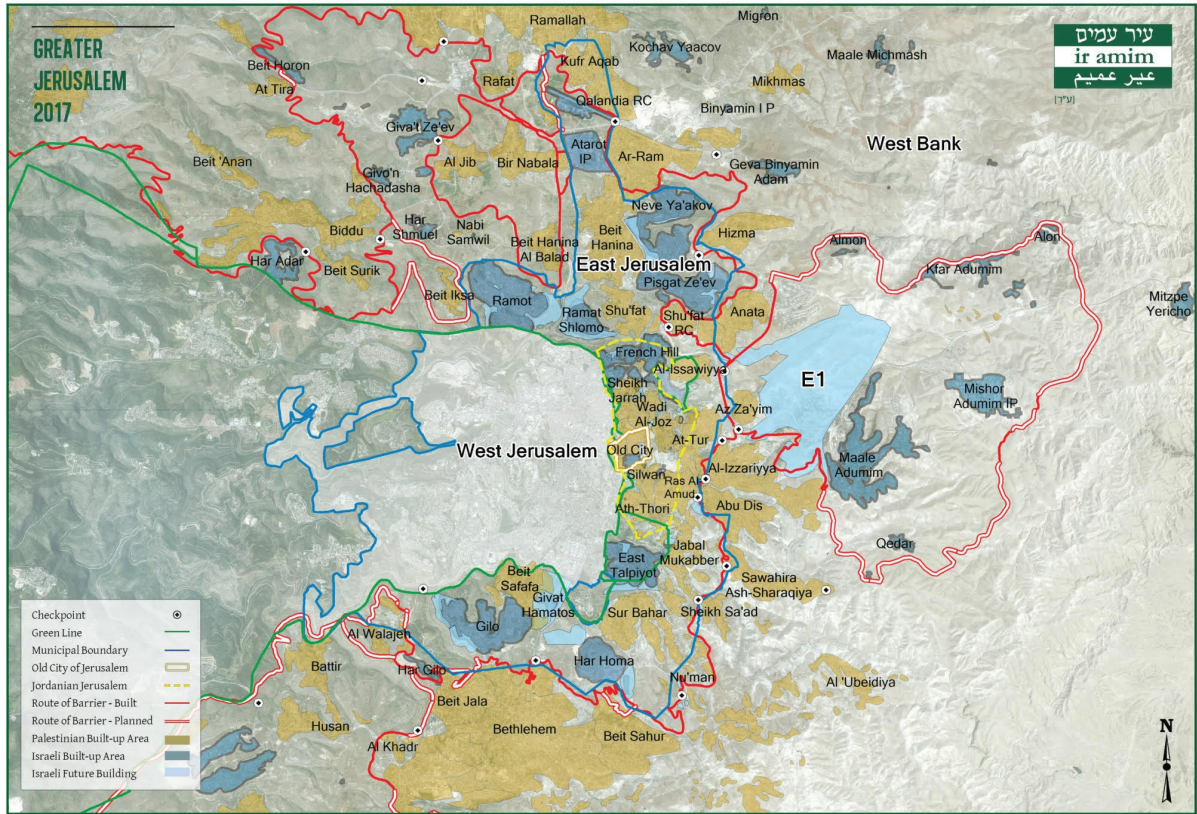 GREATER
JERUSALEM
2017
עיר עמים
ir amim
عير عميم
[ע"ר]
Ramallah
Migron
Kochav Yaacov
Maale Michmash
Beit Horon
At Tira
Rafat
Kufr Aqab
Mikhmas
Qalandia RC
Binyamin I P
Giva't Ze'ev
Atarot
IP
West Bank
Beit 'Anan
Al Jib
Bir Nabala
Ar-Ram
Geva Binyamin
Adam
Givo'n
Hachadasha
Neve Ya'akov
Biddu
Har
Shmuel
Nabi
Samwil
Beit Hanina
Al Balad
Beit
Hanina
Hizma
Almon
Alon
Har Adar
Beit Surik
East Jerusalem
Kfar Adumim
Pisgat Ze'ev
Beit Iksa
Ramot
Ramat
Shlomo
Shu'fat
Shu'fat
RC
Anata
Mitzpe
Yericho
French Hill
Al-Issawiyya
E1
Sheikh
Jarrah
Mishor
Adumim IP
Wadi
Al-Joz
Az Za'yim
West Jerusalem
Old City
At-Tur
Maale
Adumim
Silwan
Al-Izzariyya
Ras Al-
Amud
Ath-Thori
Abu Dis
East
Talpiyot
Jabal
Mukabber
Qedar
Beit
Safafa
Sawahira
Ash-Sharaqiya
Givat
Hamatos
Sur Bahar
Sheikh Sa'ad
Gilo
Al Walajeh
Battir
Har Gilo
Har Homa
Nu'man
Al 'Ubeidiya
Beit Jala
Husan
Bethlehem
Beit Sahur
Al Khadr
Checkpoint
Green Line
Municipal Boundary
Old City of Jerusalem
Jordanian Jerusalem
Route of Barrier - Built
Route of Barrier - Planned
Palestinian Built-up Area
Israeli Built-up Area
Israeli Future Building
N